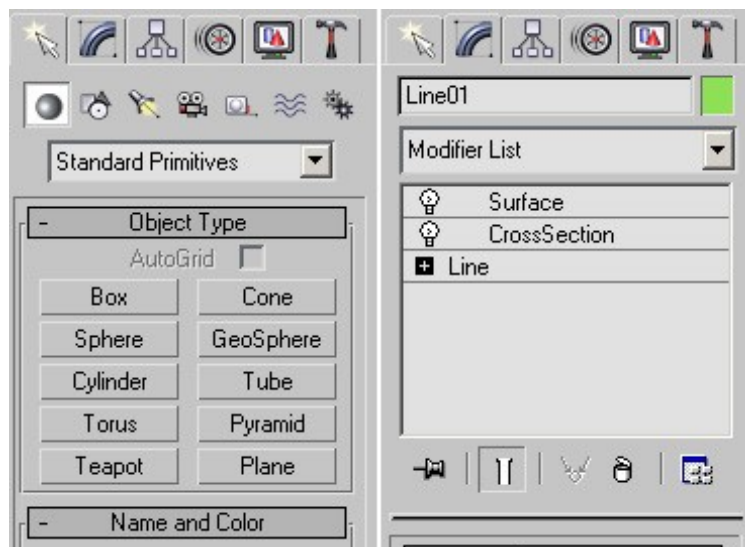 Standard Primitives
- Object Type
AutoGrid
Box Cone
Sphere GeoSphere
Cylinder Tube
Torus Pyramid
Teapot Plane
- Name and Color
Line01
Modifier List
Surface
CrossSection
+ Line